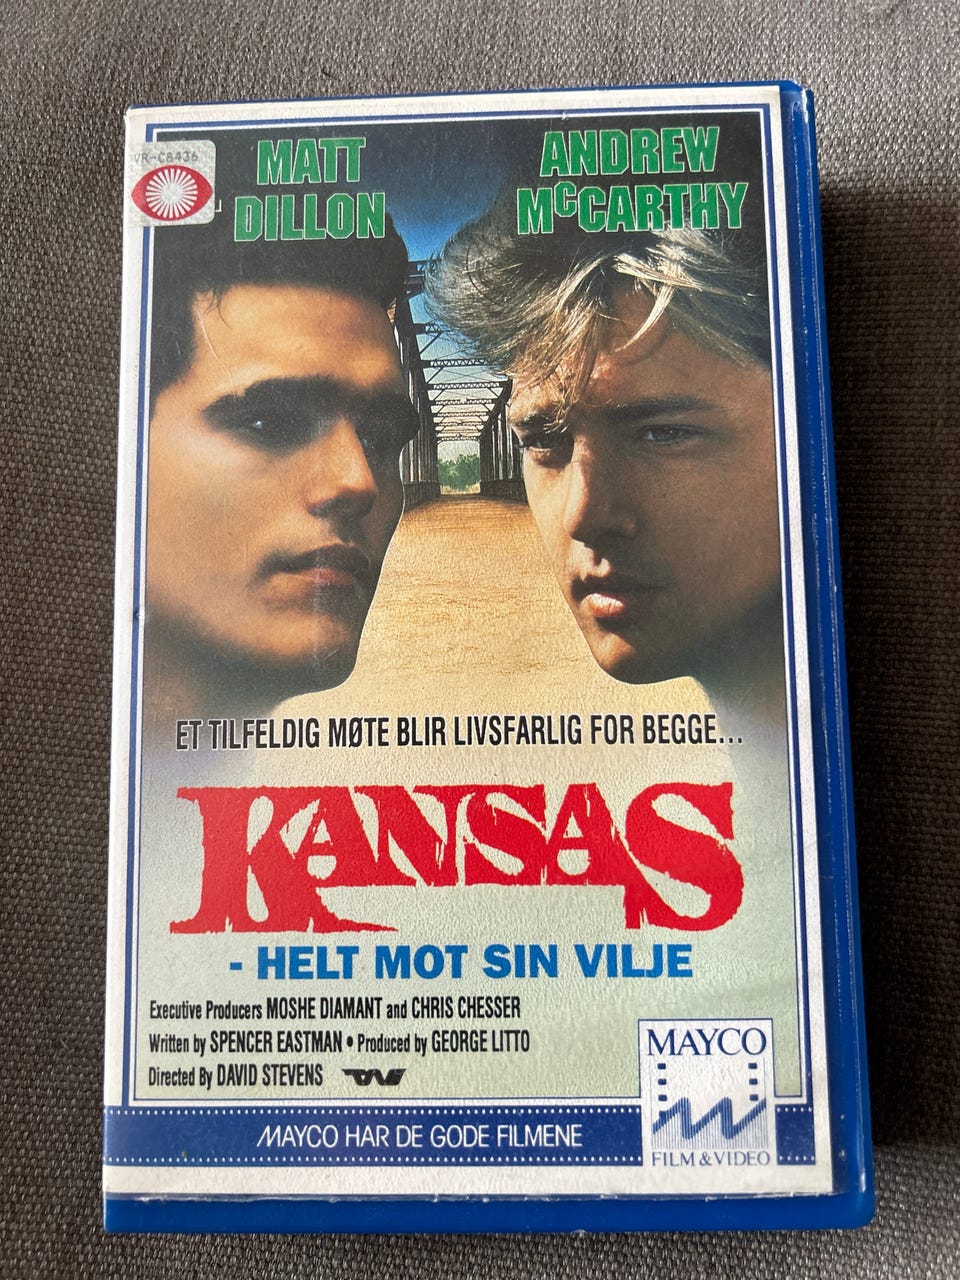 VR-C8436
MATT
DILLON
ANDREW
McCARTHY
ET TILFELDIG MØTE BLIR LIVSFARLIG FOR BEGGE...
KANSAS
- HELT MOT SIN VILJE
Executive Producers MOSHE DIAMANT and CHRIS CHESSER
Written by SPENCER EASTMAN • Produced by GEORGE LITTO
Directed By DAVID STEVENS
MAYCO HAR DE GODE FILMENE
MAYCO
FILM & VIDEO